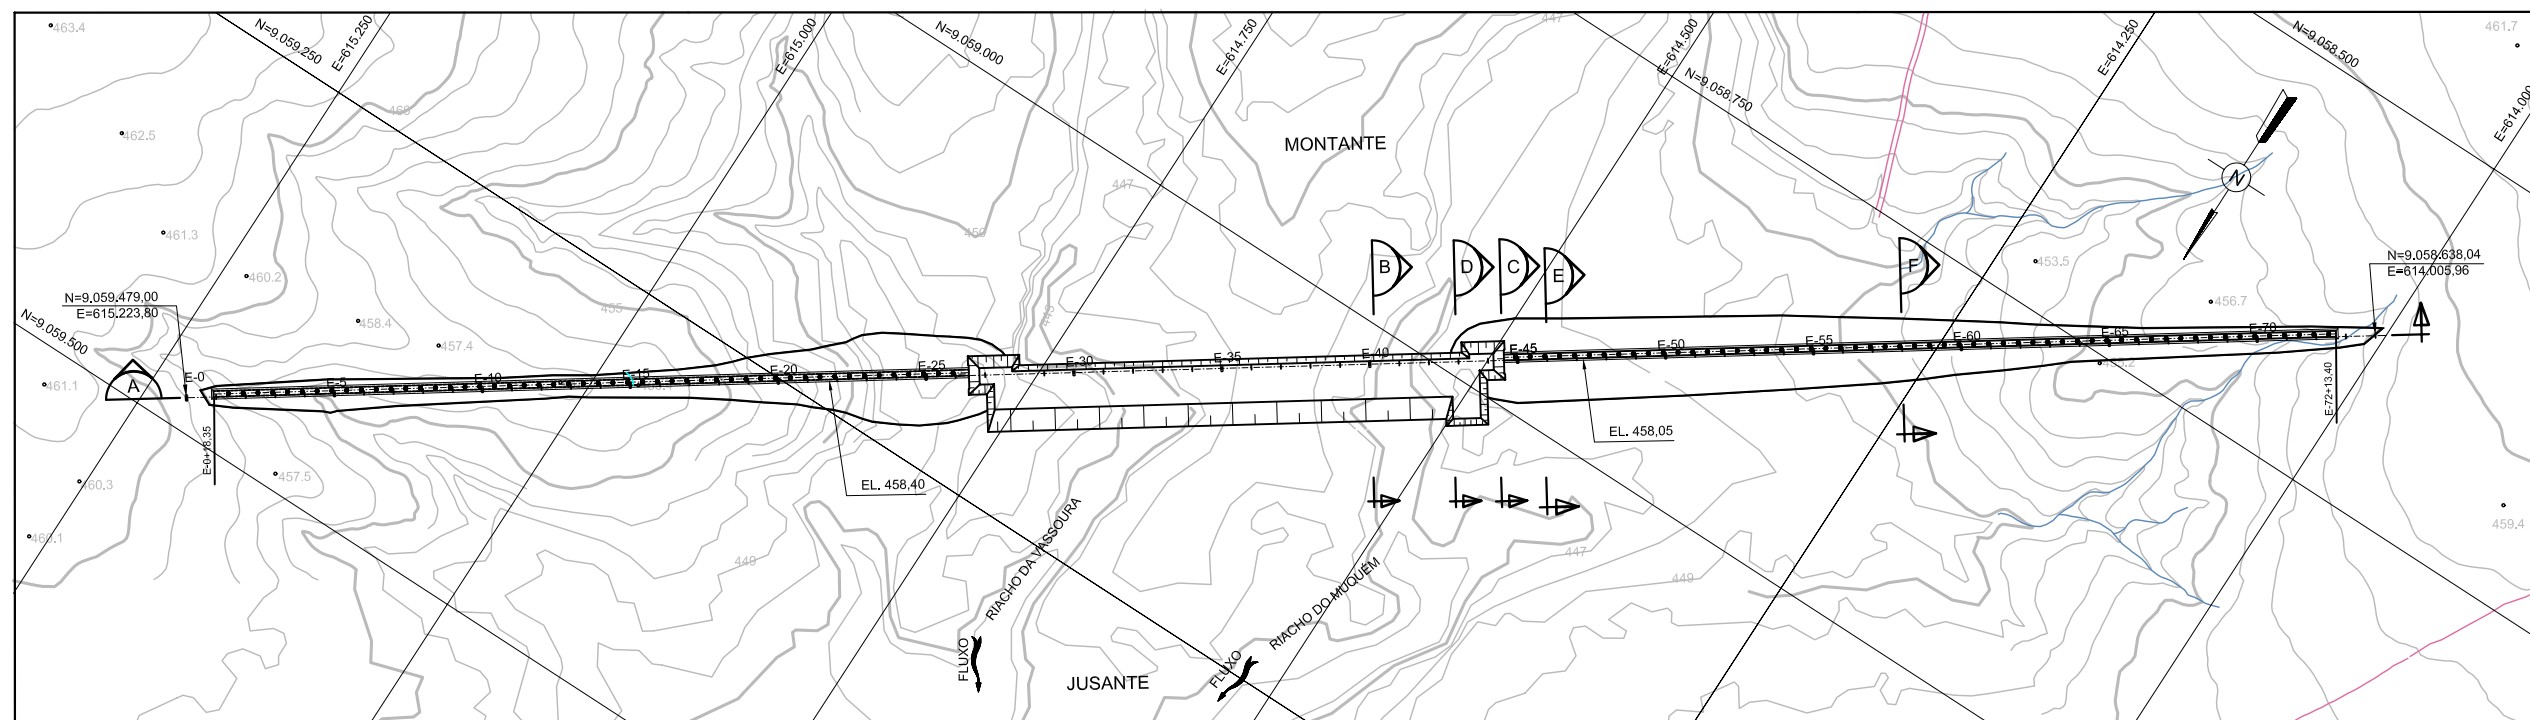 463.4
N=9.059.250
E=615.250
E=615.000
N=9.059.000
E=614.750
447
E=614.500
N=9.058.750
E=614.250
N=9.058.500
461.7
E=614.000
460
462.5
MONTANTE
N
447
461.3
450
460.2
B
D
C
E
F
453.5
N=9.058.638,04
E=614.005,96
N=9.059.479,00
E=615.223,80
456.7
N=9.059.500
458.4
455
445
457.4
461.1
A
E-0
E-5
E-10
E-15
E-20
E-25
E-30
E-35
E-40
E-45
E-50
E-55
E-60
E-65
E-70
E-0+18,35
E-72+13,40
EL. 458,05
457.5
460.3
EL. 458,40
459.4
460.1
449
447
449
RIACHO DA VASSOURA
RIACHO DO MUQUÉM
FLUXO
FLUXO
JUSANTE